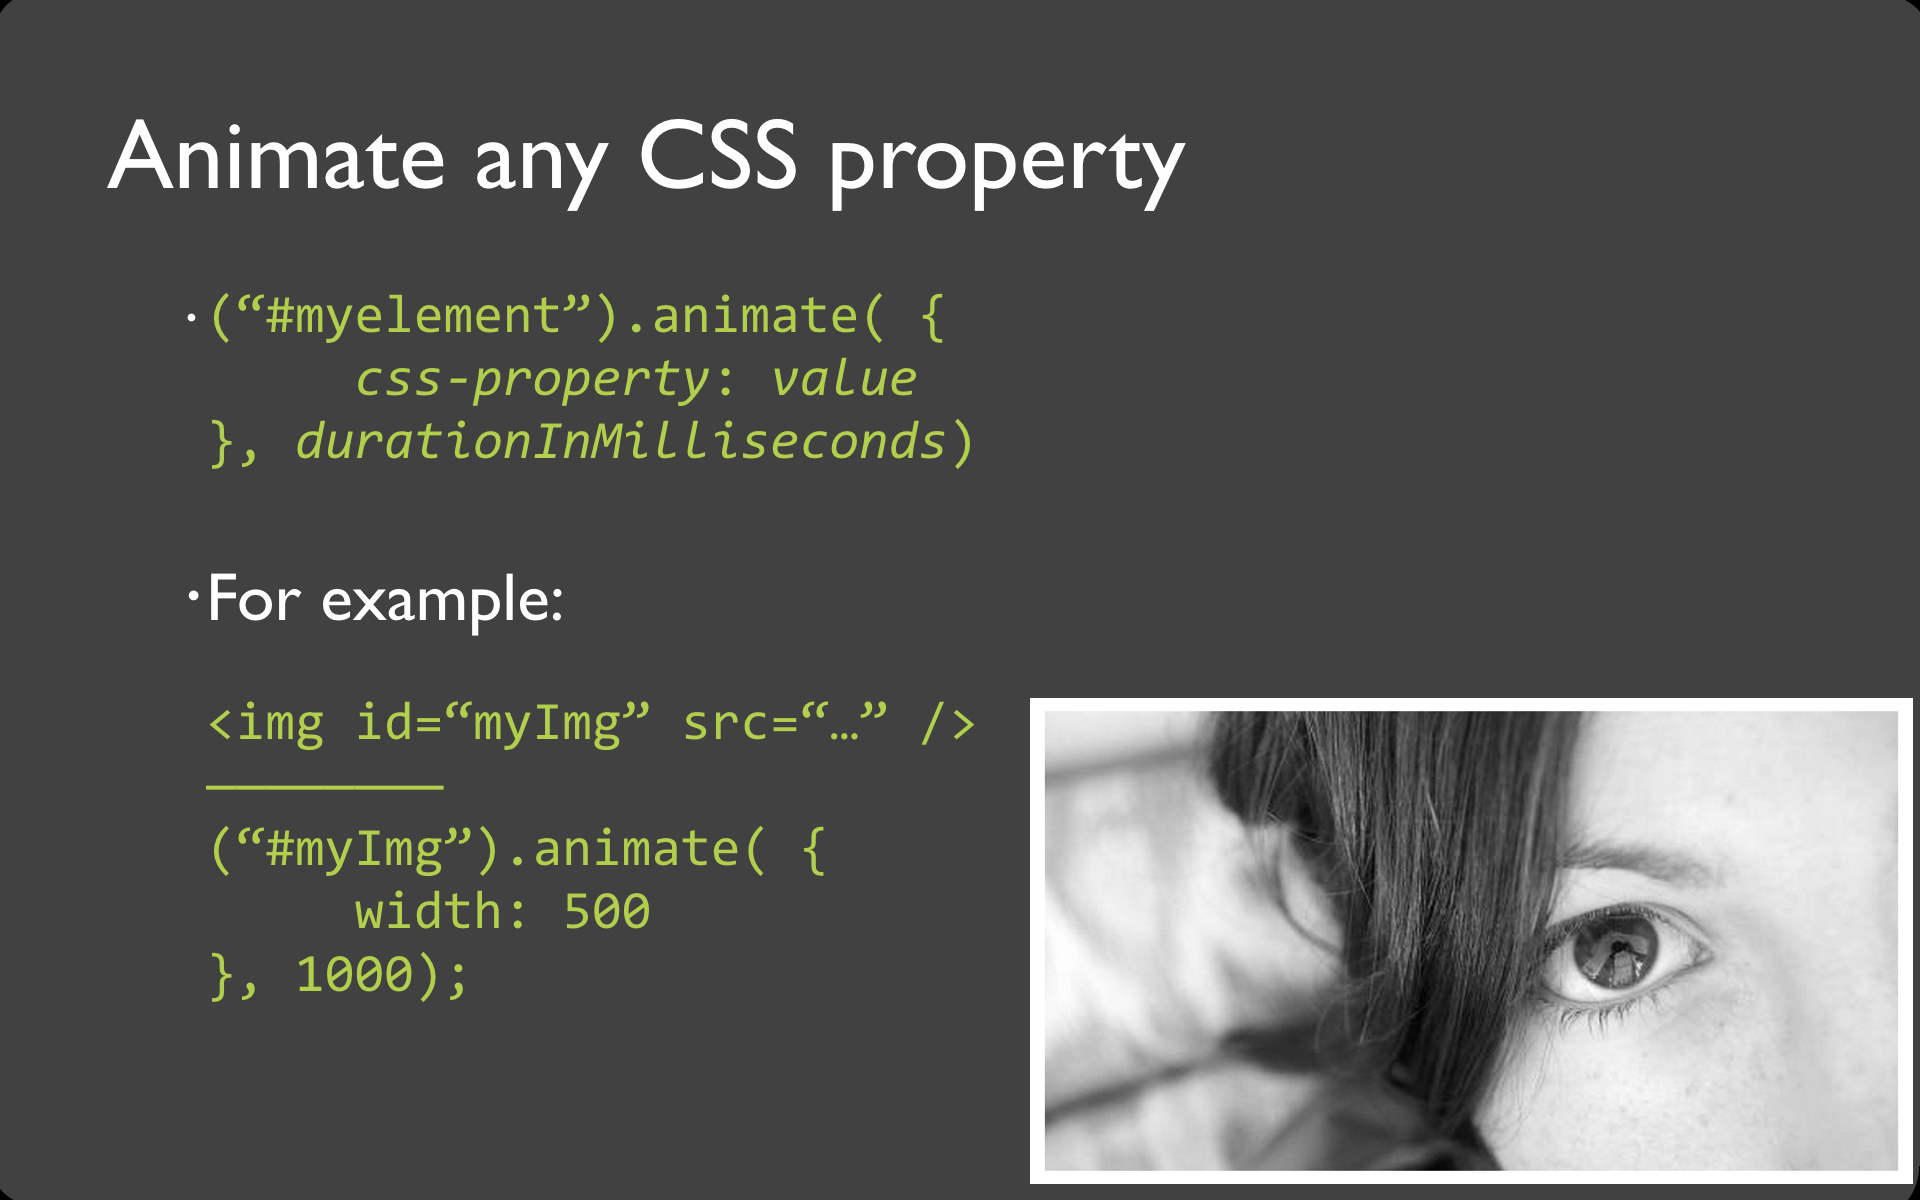 Animate any CSS property
• (“#myelement”).animate( {
css-property: value
}, durationInMilliseconds)
• For example:
<img id=“myImg” src=“…” />
————————
(“#myImg”).animate( {
width: 500
}, 1000);